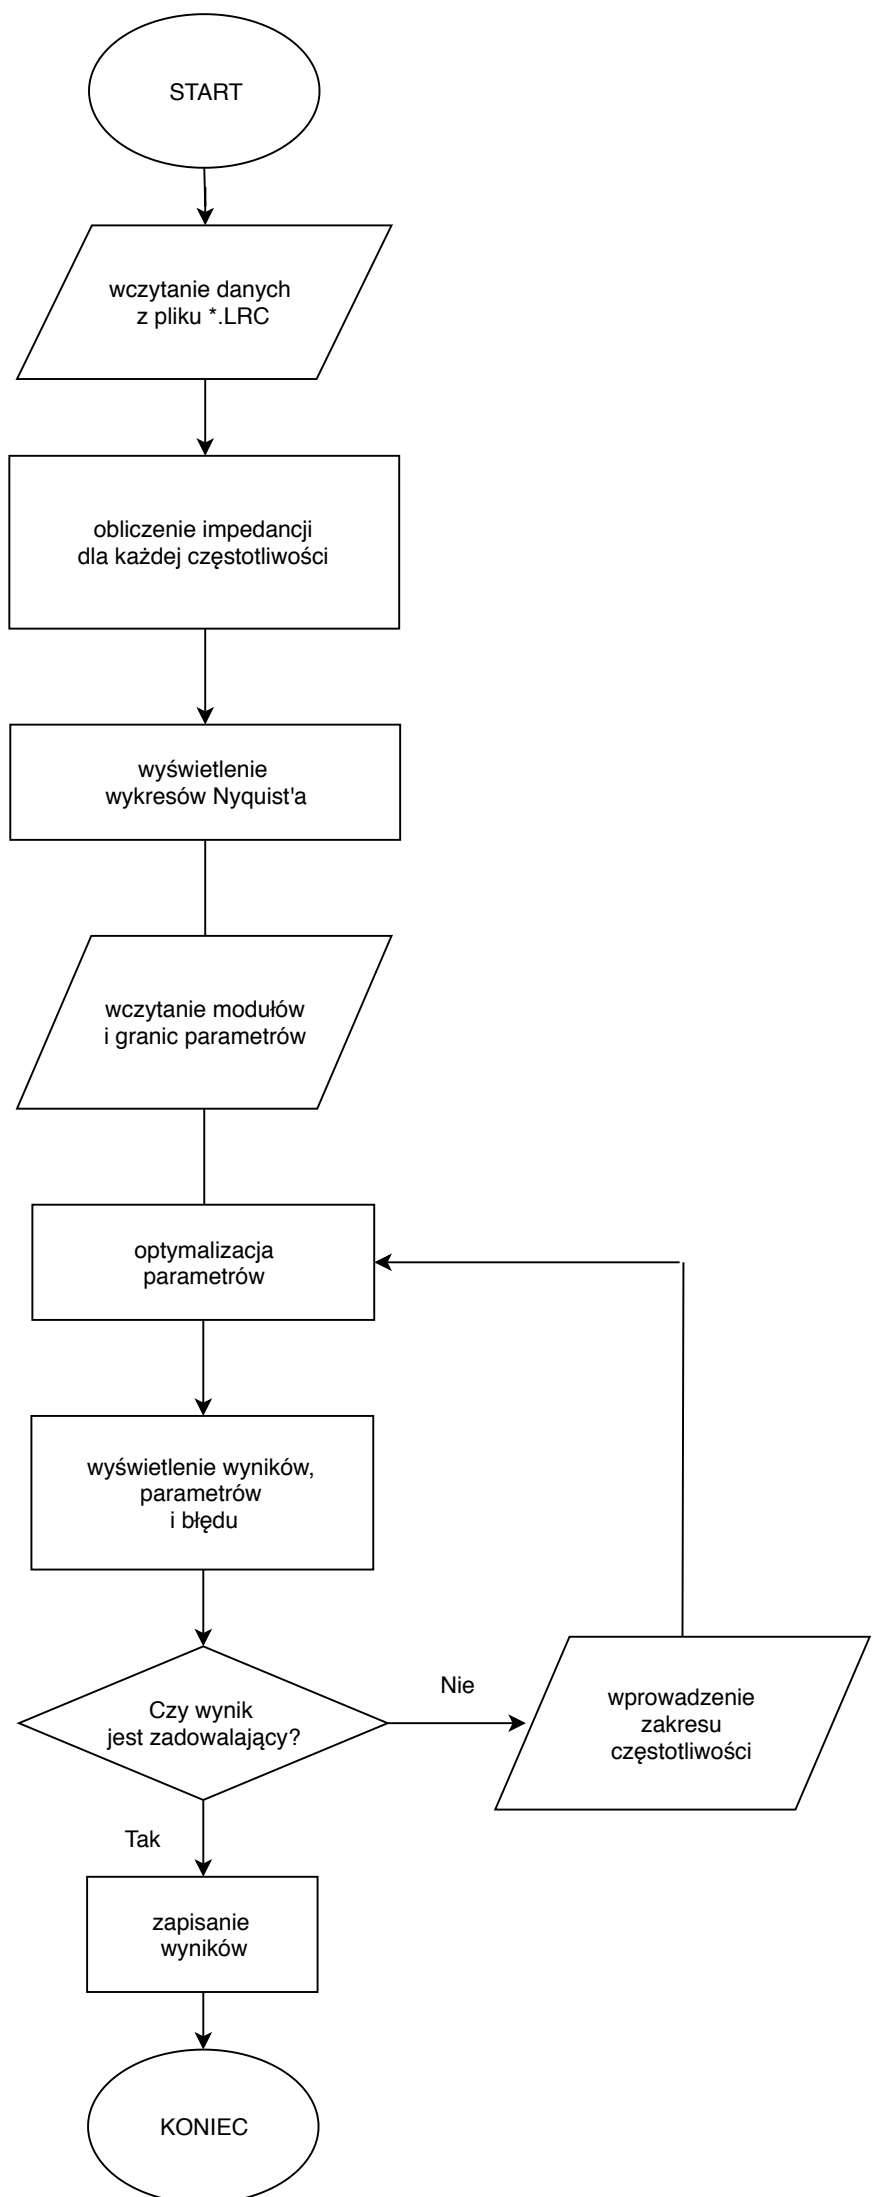 START
wczytanie danych
z pliku *.LRC
obliczenie impedancji
dla każdej częstotliwości
wyświetlenie
wykresów Nyquist'a
wczytanie modułów
i granic parametrów
optymalizacja
parametrów
wyświetlenie wyników,
parametrów
i błędu
Czy wynik
jest zadowalający?
Nie
wprowadzenie
zakresu
częstotliwości
Tak
zapisanie
wyników
KONIEC